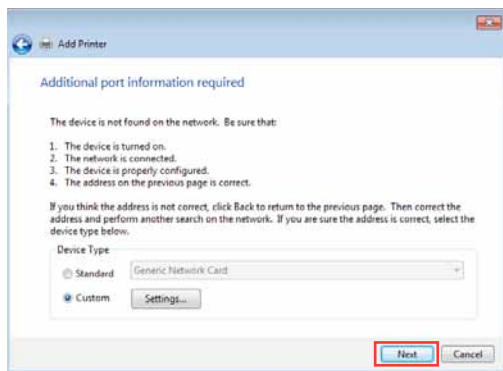 Add Printer
Additional port information required
The device is not found on the network.  Be sure that:
1.  The device is turned on.
2.  The network is connected.
3.  The device is properly configured.
4.  The address on the previous page is correct.
If you think the address is not correct, click Back to return to the previous page.  Then correct the
address and perform another search on the network.  If you are sure the address is correct, select the
device type below.
Device Type
Standard  Generic Network Card
Custom  Settings...
Next  Cancel